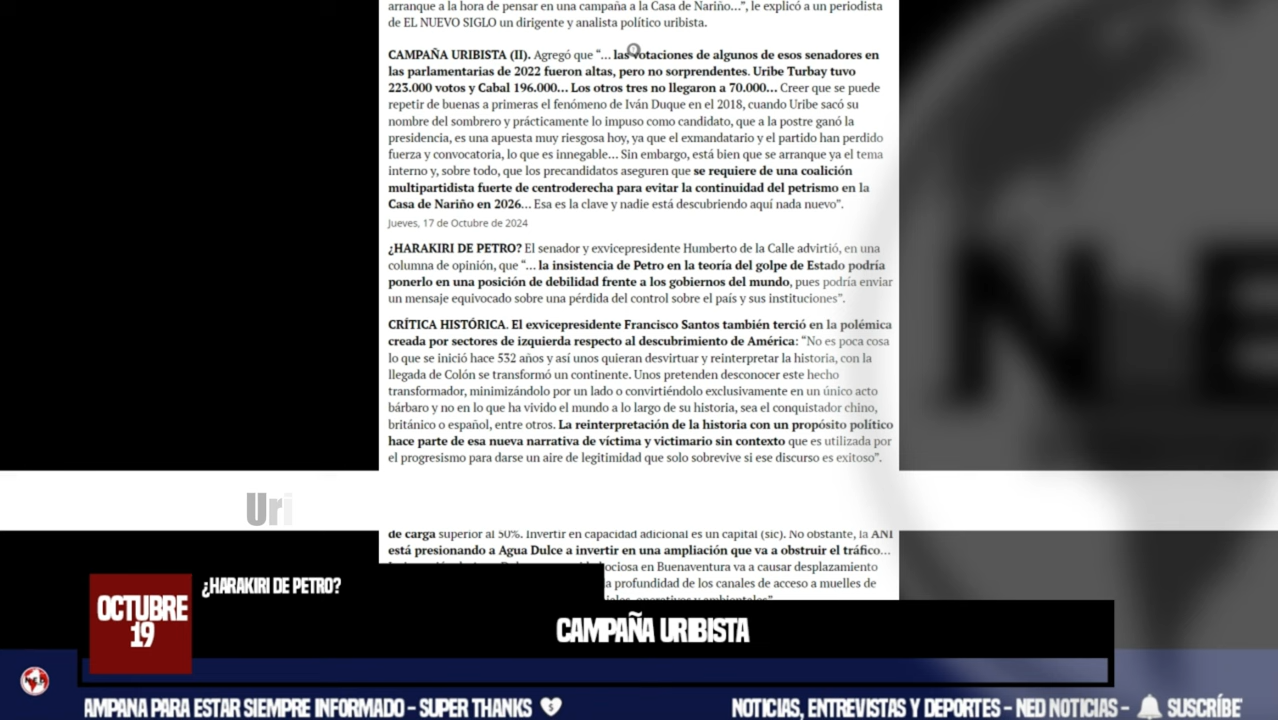 arranque a la hora de pensar en una campaña a la Casa de Nariño...", le explicó a un periodista
de EL NUEVO SIGLO un dirigente y analista político uribista.
CAMPAÑA URIBISTA (II). Agregó que "... las votaciones de algunos de esos senadores en
las parlamentarias de 2022 fueron altas, pero no sorprendentes. Uribe Turbay tuvo
223.000 votos y Cabal 196.000... Los otros tres no llegaron a 70.000... Creer que se puede
repetir de buenas a primeras el fenómeno de Iván Duque en el 2018, cuando Uribe sacó su
nombre del sombrero y prácticamente lo impuso como candidato, que a la postre ganó la
presidencia, es una apuesta muy riesgosa hoy, ya que el exmandatario y el partido han perdido
fuerza y convocatoria, lo que es innegable... Sin embargo, está bien que se arranque ya el tema
interno y, sobre todo, que los precandidatos aseguren que se requiere de una coalición
multipartidista fuerte de centroderecha para evitar la continuidad del petrismo en la
Casa de Nariño en 2026... Esa es la clave y nadie está descubriendo aquí nada nuevo".
Jueves, 17 de Octubre de 2024
¿HARAKIRI DE PETRO? El senador y exvicepresidente Humberto de la Calle advirtió, en una
columna de opinión, que "... la insistencia de Petro en la teoría del golpe de Estado podría
ponerlo en una posición de debilidad frente a los gobiernos del mundo, pues podría enviar
un mensaje equivocado sobre una pérdida del control sobre el país y sus instituciones".
CRÍTICA HISTÓRICA. El exvicepresidente Francisco Santos también terció en la polémica
creada por sectores de izquierda respecto al descubrimiento de América: "No es poca cosa
lo que se inició hace 532 años y así unos quieran desvirtuar y reinterpretar la historia, con la
llegada de Colón se transformó un continente. Unos pretenden desconocer este hecho
transformador, minimizándolo por un lado o convirtiéndolo exclusivamente en un único acto
bárbaro y no en lo que ha vivido el mundo a lo largo de su historia, sea el conquistador chino,
británico o español, entre otros. La reinterpretación de la historia con un propósito político
hace parte de esa nueva narrativa de víctima y victimario sin contexto que es utilizada por
el progresismo para darse un aire de legitimidad que solo sobrevive si ese discurso es exitoso".
Uri
de carga superior al 50%. Invertir en capacidad adicional es un capital (sic). No obstante, la ANI
está presionando a Agua Dulce a invertir en una ampliación que va a obstruir el tráfico...
ociosa en Buenaventura va a causar desplazamiento
a profundidad de los canales de acceso a muelles de
¿HARAKIRI DE PETRO?
OCTUBRE
19
CAMPAÑA URIBISTA
AMPANA PARA ESTAR SIEMPRE INFORMADO - SUPER THANKS
NOTICIAS, ENTREVISTAS Y DEPORTES - NED NOTICIAS - SUSCRÍBE
N E